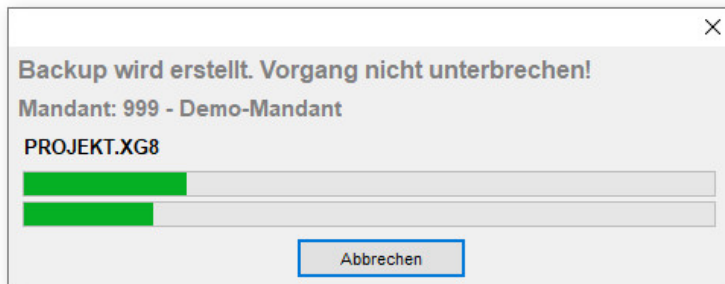 Backup wird erstellt. Vorgang nicht unterbrechen!
Mandant: 999 - Demo-Mandant
PROJEKT.XG8
Abbrechen